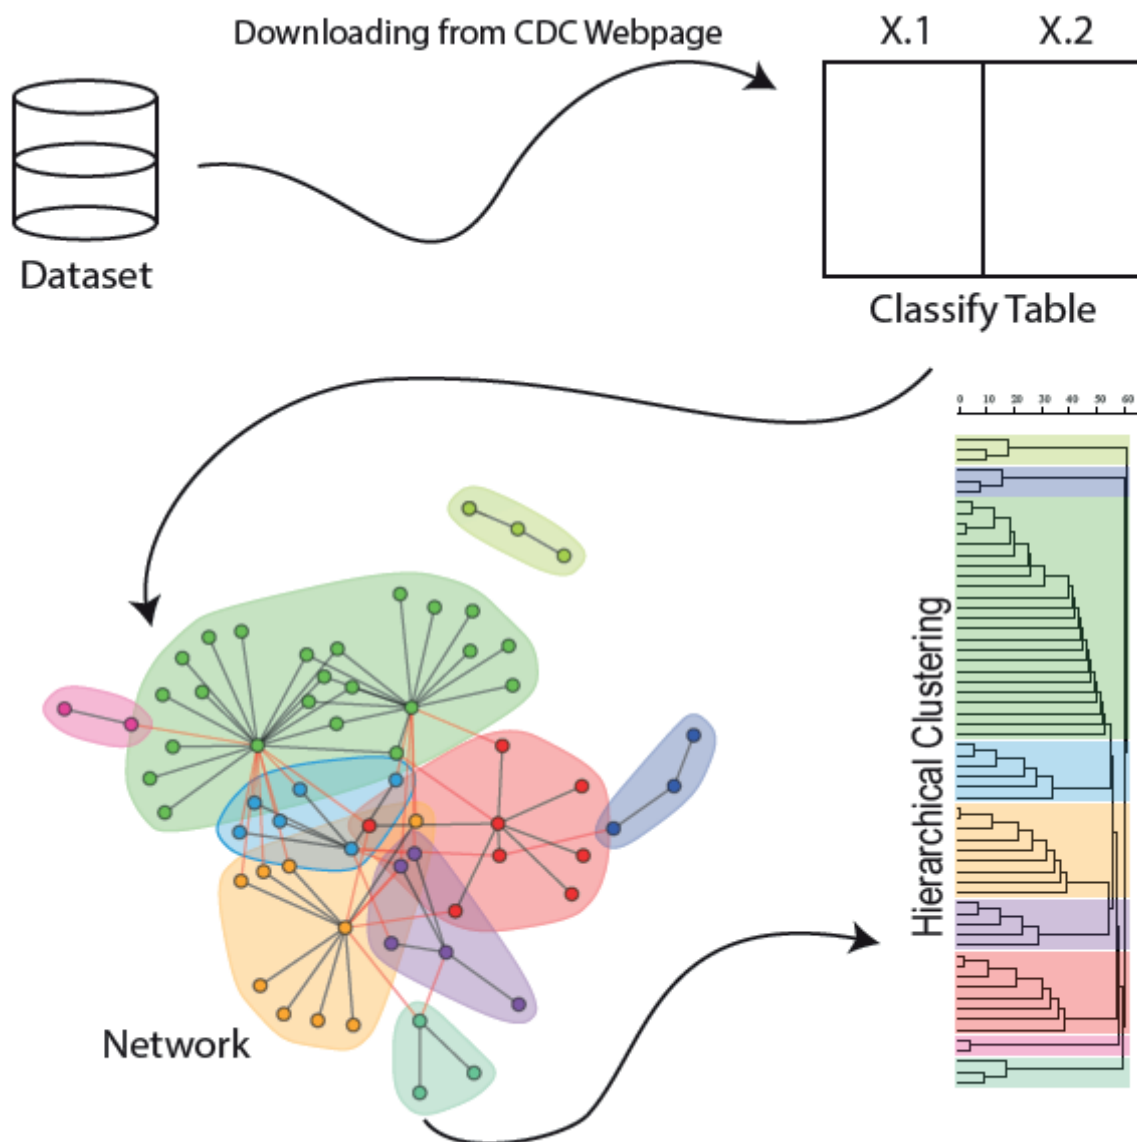 Downloading from CDC Webpage
X.1 X.2
Dataset
Classify Table
0 10 20 30 40 50 60
Hierarchical Clustering
Network